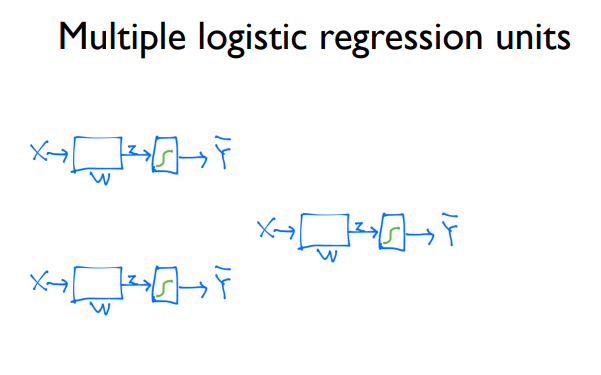 Multiple logistic regression units
X z Ȳ
W
X z Ȳ
W
X z Ȳ
W